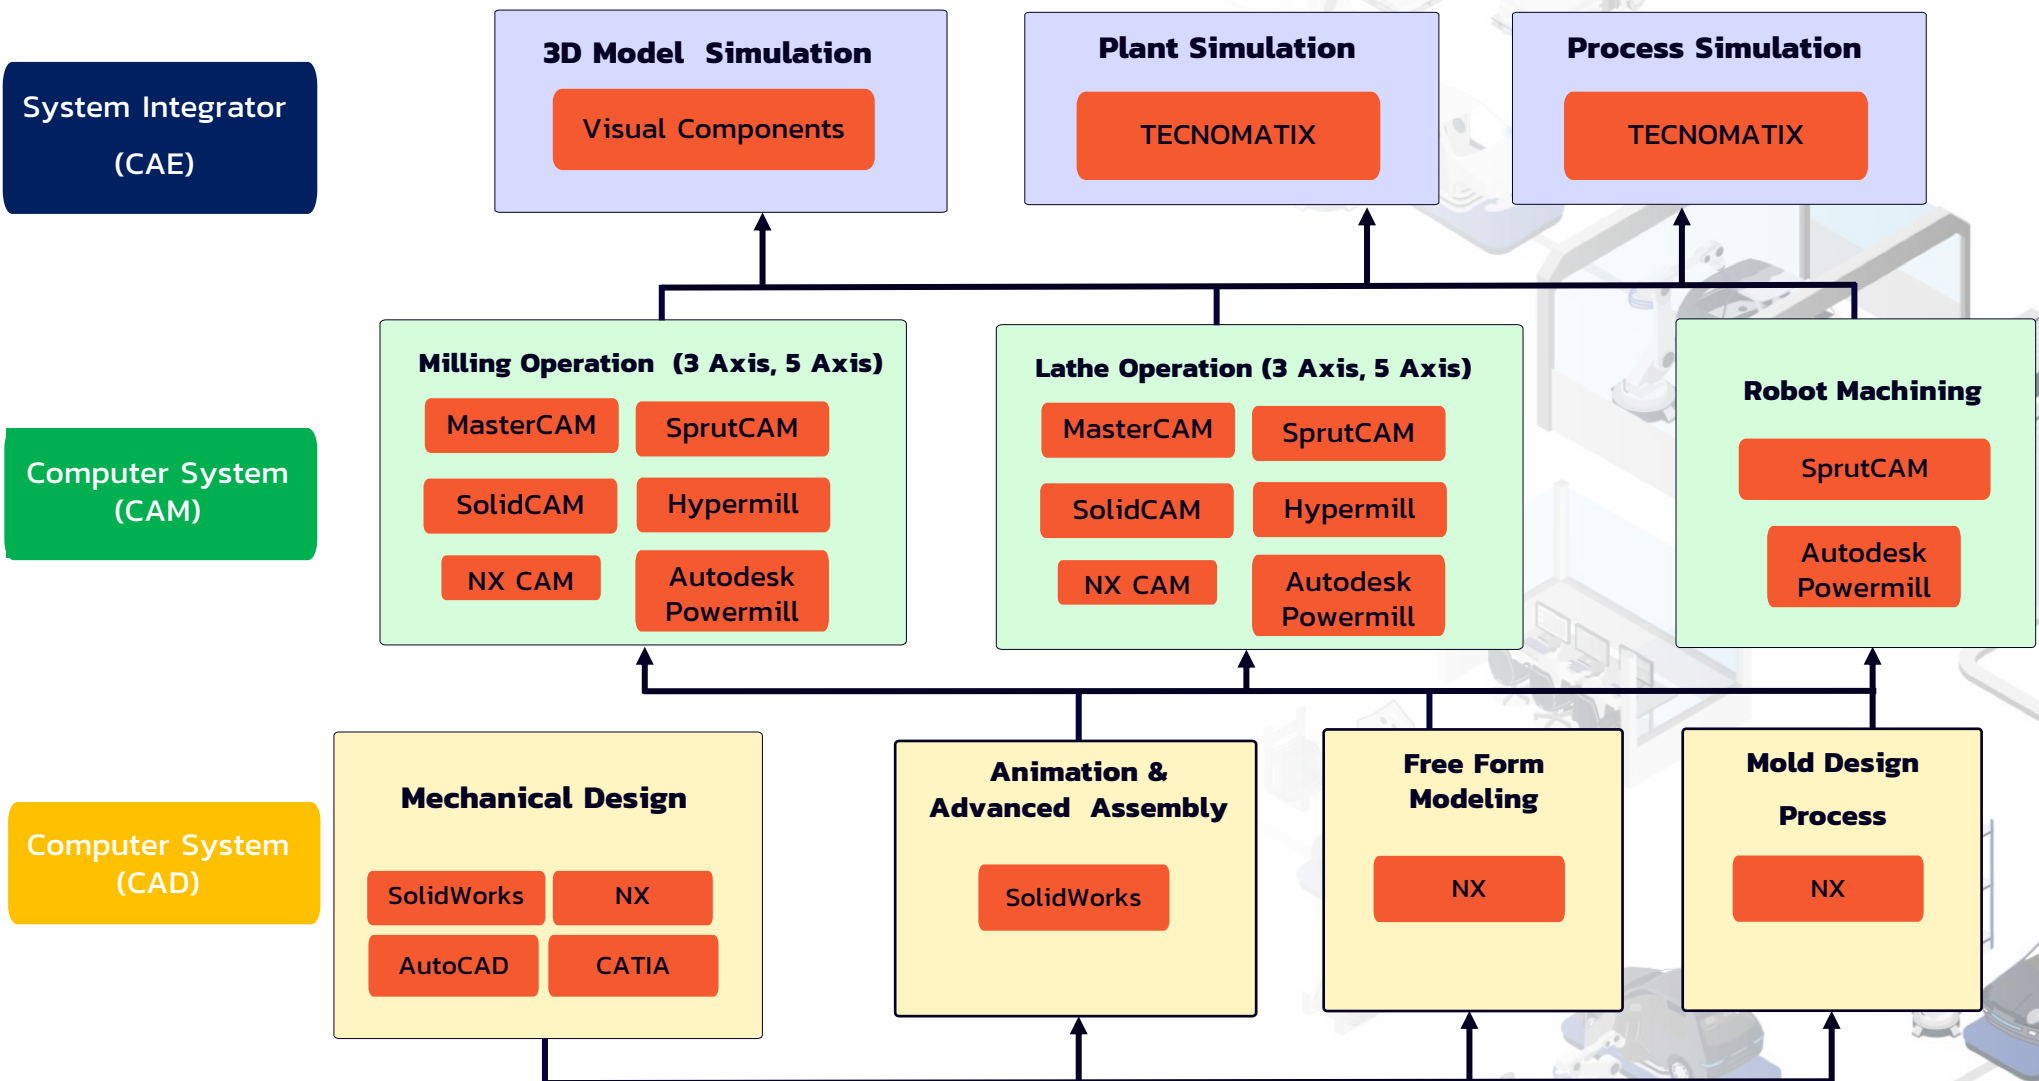 System Integrator
(CAE)
3D Model Simulation
Visual Components
Plant Simulation
TECNOMATIX
Process Simulation
TECNOMATIX
Computer System
(CAM)
Milling Operation (3 Axis, 5 Axis)
MasterCAM
SprutCAM
SolidCAM
Hypermill
NX CAM
Autodesk
Powermill
Lathe Operation (3 Axis, 5 Axis)
MasterCAM
SprutCAM
SolidCAM
Hypermill
NX CAM
Autodesk
Powermill
Robot Machining
SprutCAM
Autodesk
Powermill
Computer System
(CAD)
Mechanical Design
SolidWorks
NX
AutoCAD
CATIA
Animation &
Advanced Assembly
SolidWorks
Free Form
Modeling
NX
Mold Design
Process
NX